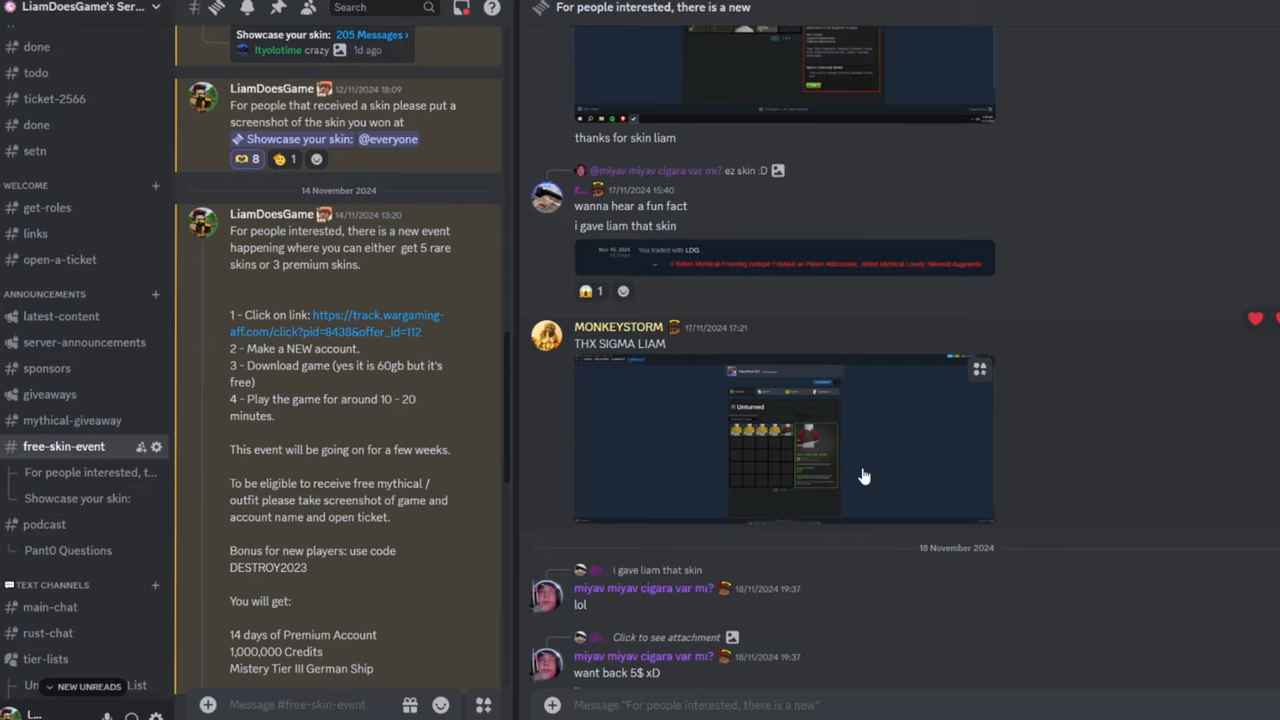 LiamDoesGame's Ser...
# done
# todo
# ticket-2566
# done
# setn
WELCOME
# get-roles
# links
# open-a-ticket
ANNOUNCEMENTS
latest-content
server-announcements
# sponsors
giveaways
# mythical-giveaway
# free-skin-event
For people interested, t...
Showcase your skin:
# podcast
Pant0 Questions
TEXT CHANNELS
# main-chat
# rust-chat
# tier-lists
NEW UNREADS
List
L...
Search
Showcase your skin: 205 Messages ›
Ityolotime crazy 1d ago
LiamDoesGame 12/11/2024 18:09
For people that received a skin please put a
screenshot of the skin you won at
Showcase your skin: @everyone
8 1
14 November 2024
LiamDoesGame 14/11/2024 13:20
For people interested, there is a new event
happening where you can either get 5 rare
skins or 3 premium skins.
1 - Click on link: https://track.wargaming-
aff.com/click?pid=8438&offer_id=112
2 - Make a NEW account.
3 - Download game (yes it is 60gb but it's
free)
4 - Play the game for around 10 - 20
minutes.
This event will be going on for a few weeks.
To be eligible to receive free mythical /
outfit please take screenshot of game and
account name and open ticket.
Bonus for new players: use code
DESTROY2023
You will get:
14 days of Premium Account
1,000,000 Credits
Mistery Tier III German Ship
Message #free-skin-event
For people interested, there is a new
thanks for skin liam
@miyav miyav cigara var mı? ez skin :D
17/11/2024 15:40
wanna hear a fun fact
i gave liam that skin
You traded with LDG
1
MONKEYSTORM 17/11/2024 17:21
THX SIGMA LIAM
Unturned
18 November 2024
i gave liam that skin
miyav miyav cigara var mı? 18/11/2024 19:37
lol
Click to see attachment
miyav miyav cigara var mı? 18/11/2024 19:37
want back 5$ xD
Message "For people interested, there is a new"